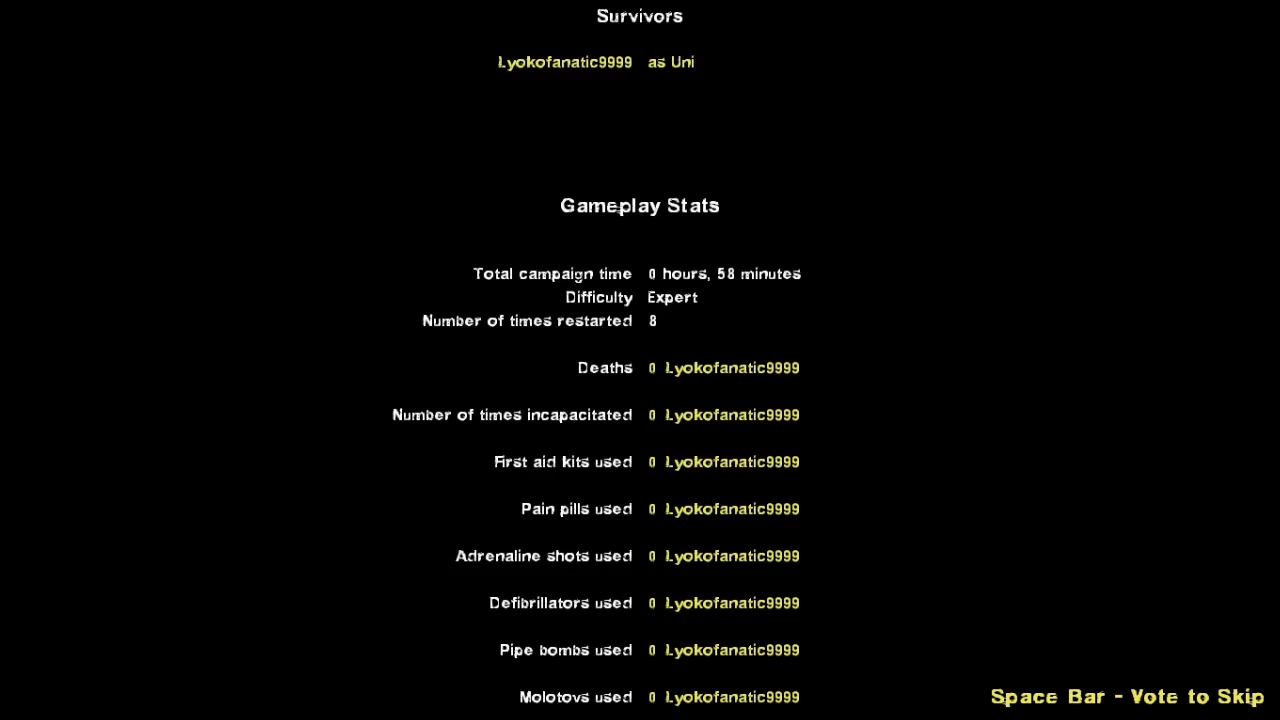 Survivors
Lyokofanatic9999 as Uni
Gameplay Stats
Total campaign time 0 hours, 58 minutes
Difficulty Expert
Number of times restarted 8
Deaths 0 Lyokofanatic9999
Number of times incapacitated 0 Lyokofanatic9999
First aid kits used 0 Lyokofanatic9999
Pain pills used 0 Lyokofanatic9999
Adrenaline shots used 0 Lyokofanatic9999
Defibrillators used 0 Lyokofanatic9999
Pipe bombs used 0 Lyokofanatic9999
Molotovs used 0 Lyokofanatic9999
Space Bar - Vote to Skip